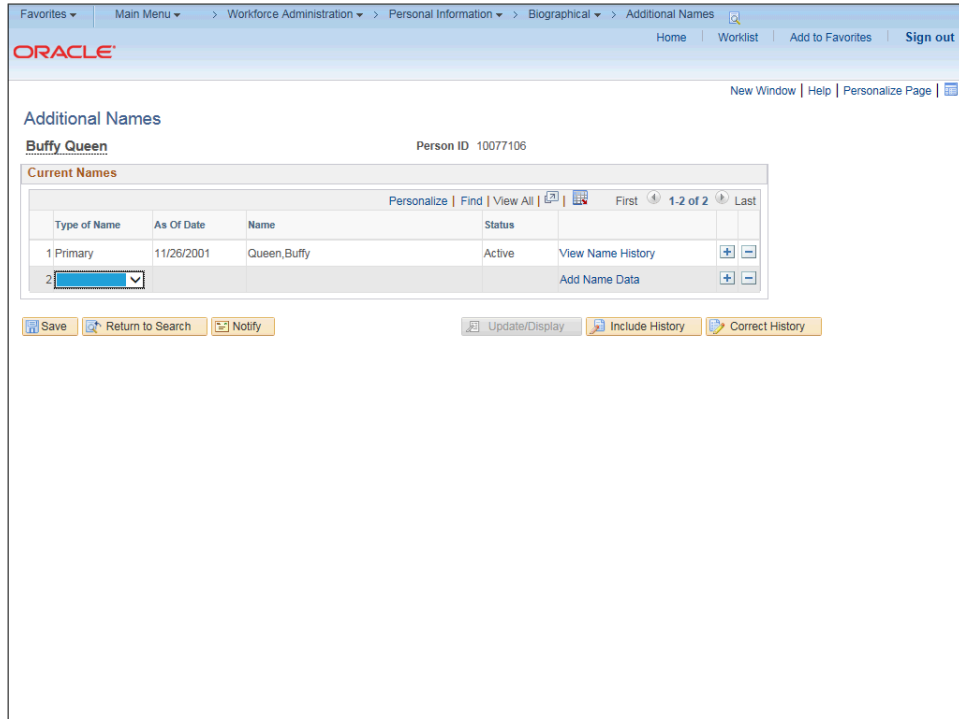 Favorites Main Menu > Workforce Administration > Personal Information > Biographical > Additional Names
Home Worklist Add to Favorites Sign out
ORACLE
New Window | Help | Personalize Page |
Additional Names
Buffy Queen Person ID 10077106
Current Names
Personalize | Find | View All | | First 1-2 of 2 Last
Type of Name As Of Date Name Status
1 Primary 11/26/2001 Queen,Buffy Active View Name History + -
2 Add Name Data + -
Save Return to Search Notify Update/Display Include History Correct History